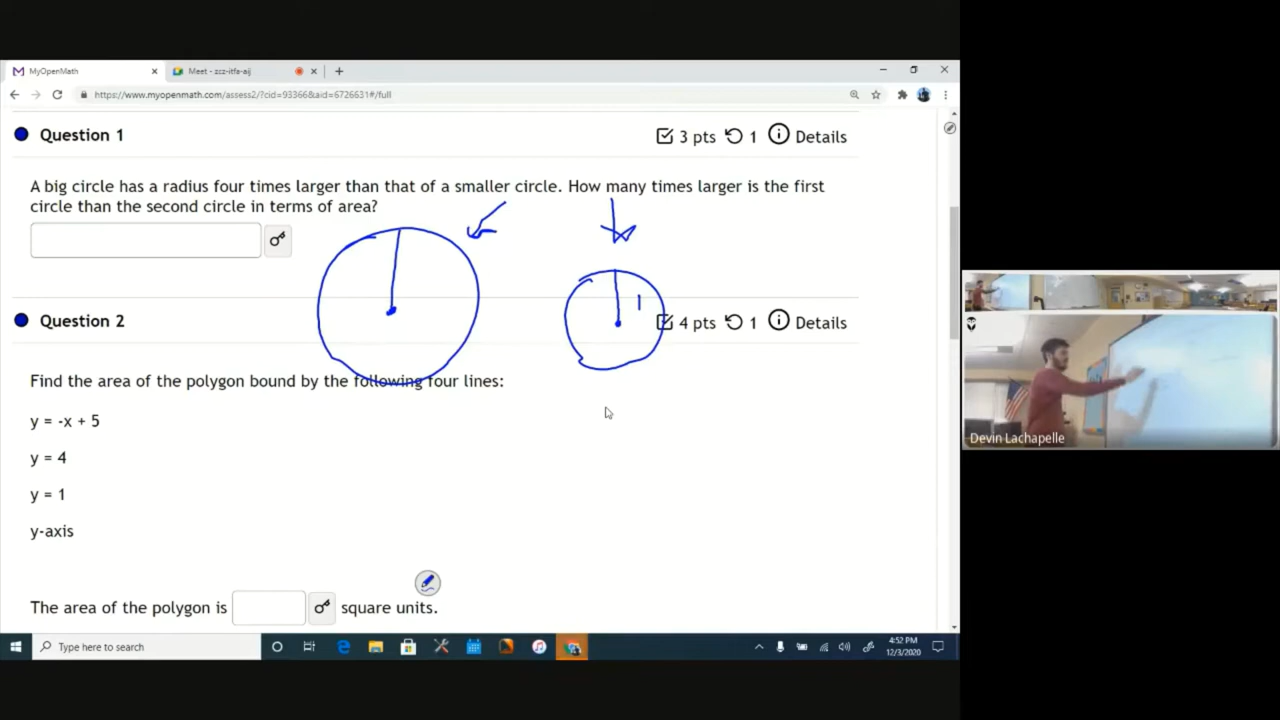 MyOpenMath
Meet - zsz-itfa-aij
https://www.myopenmath.com/assess2/?cid=93366&aid=6726631#/full
Question 1
3 pts 1 Details
A big circle has a radius four times larger than that of a smaller circle. How many times larger is the first
circle than the second circle in terms of area?
1
Question 2
4 pts 1 Details
Find the area of the polygon bound by the following four lines:
y = -x + 5
y = 4
y = 1
y-axis
The area of the polygon is
square units.
Devin Lachapelle
Type here to search
4:52 PM
12/3/2020